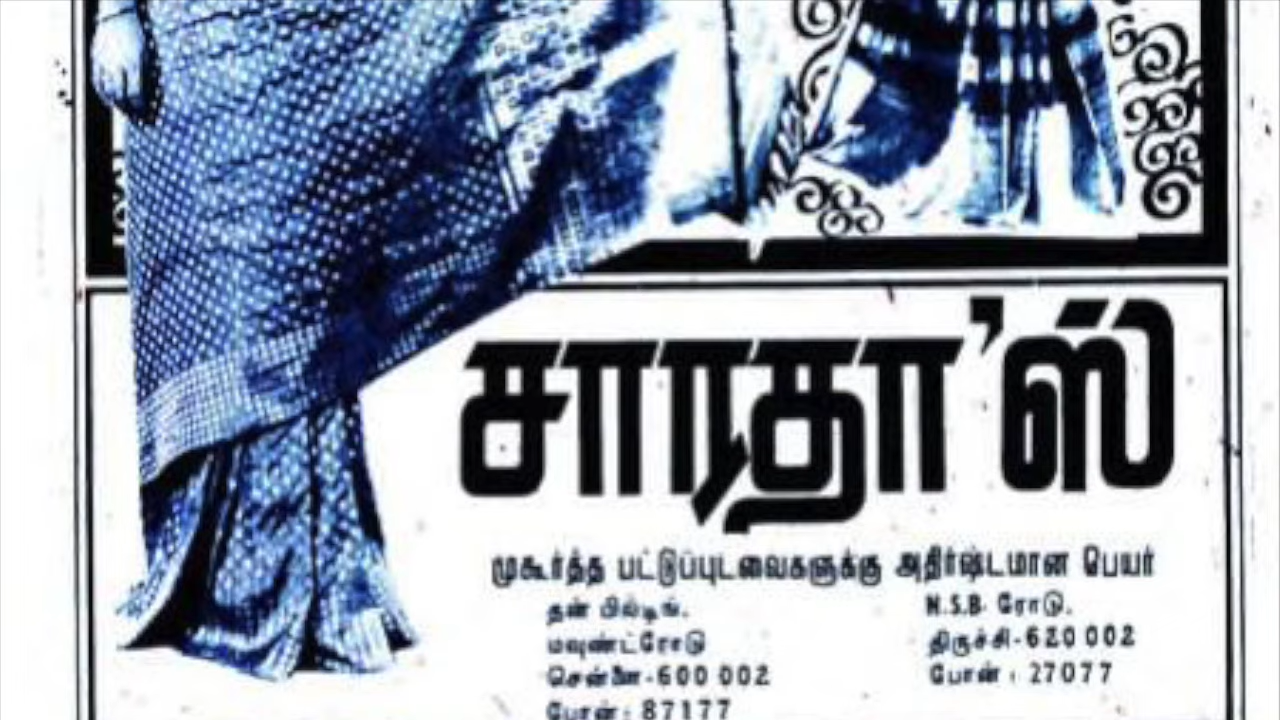 சாரதா'ஸ்
முகூர்த்த பட்டுப்புடவைகளுக்கு அதிர்ஷ்டமான பெயர்
தன் பில்டிங்.
மவுண்ட்ரோடு
சென்னை-600 002
போன்: 87177
N.S.B. ரோடு.
திருச்சி-620 002
போன்: 27077